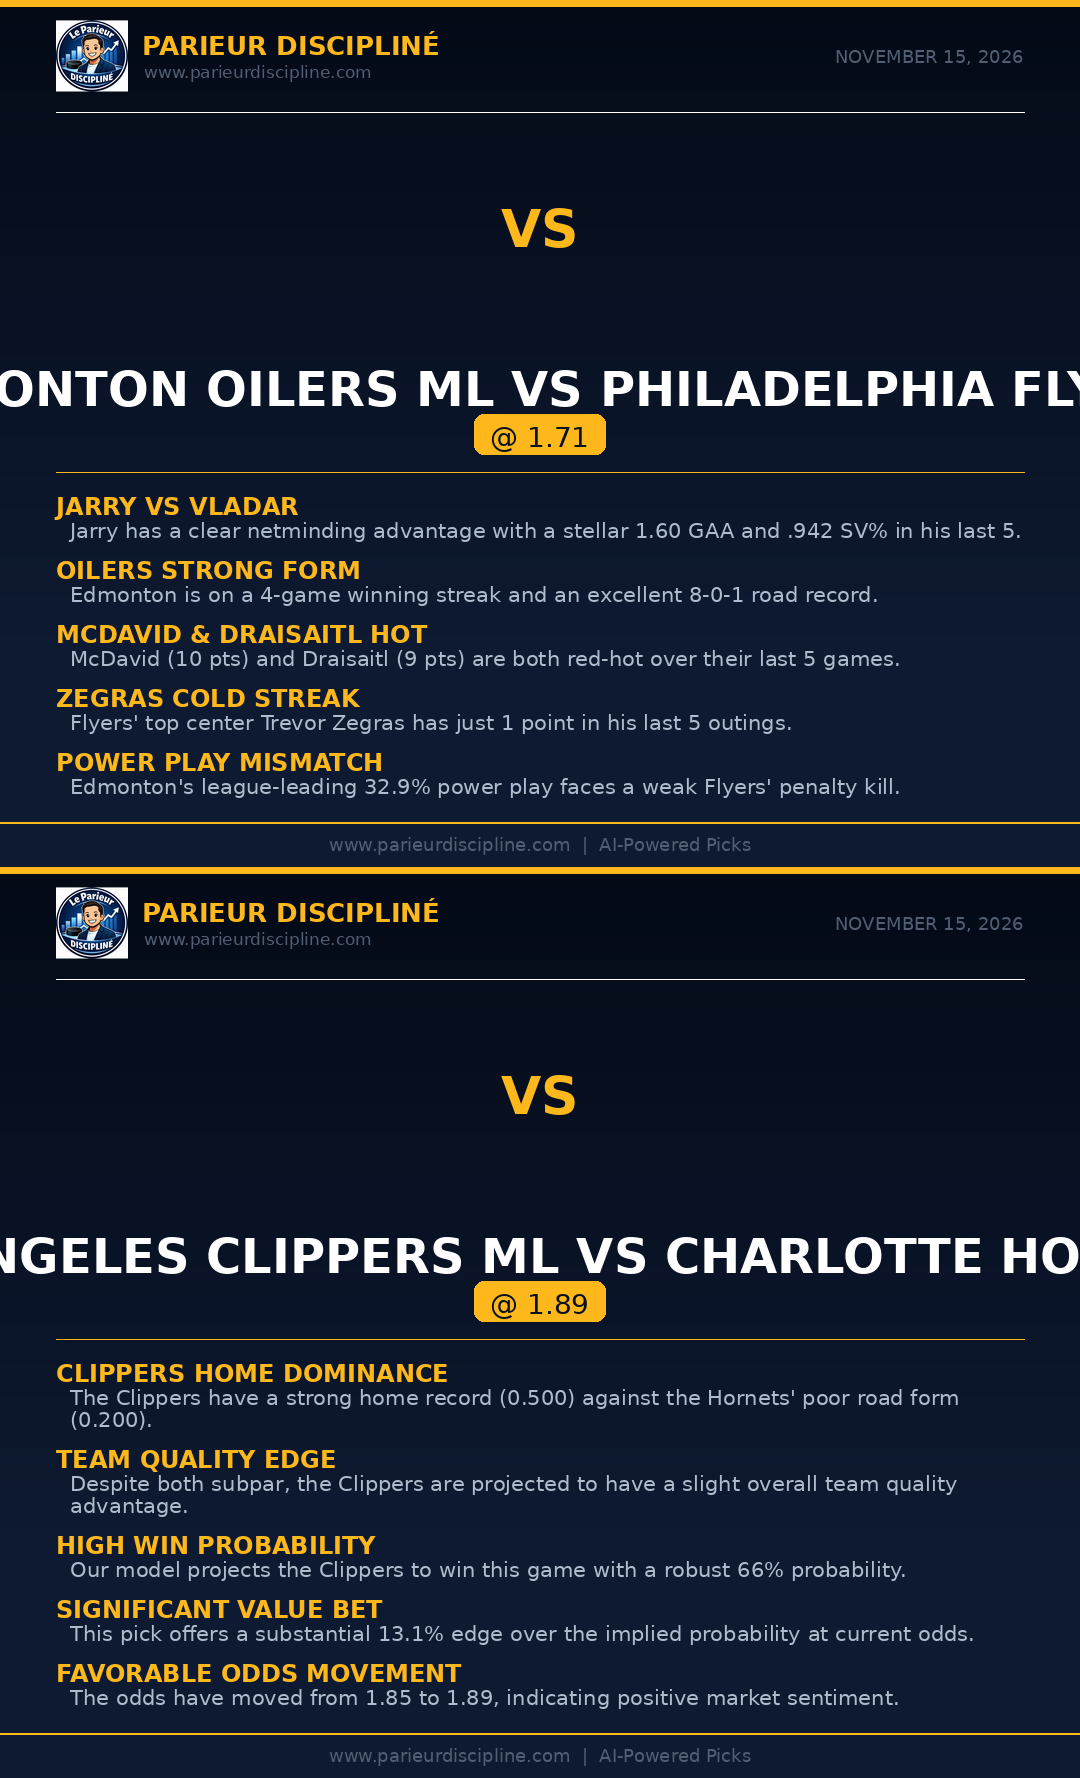 Le Parieur
DISCIPLINÉ
PARIEUR DISCIPLINÉ
www.parieurdiscipline.com
NOVEMBER 15, 2026
VS
ONTON OILERS ML VS PHILADELPHIA FLY
@ 1.71
JARRY VS VLADAR
Jarry has a clear netminding advantage with a stellar 1.60 GAA and .942 SV% in his last 5.
OILERS STRONG FORM
Edmonton is on a 4-game winning streak and an excellent 8-0-1 road record.
MCDAVID & DRAISAITL HOT
McDavid (10 pts) and Draisaitl (9 pts) are both red-hot over their last 5 games.
ZEGRAS COLD STREAK
Flyers' top center Trevor Zegras has just 1 point in his last 5 outings.
POWER PLAY MISMATCH
Edmonton's league-leading 32.9% power play faces a weak Flyers' penalty kill.
www.parieurdiscipline.com | AI-Powered Picks
Le Parieur
DISCIPLINÉ
PARIEUR DISCIPLINÉ
www.parieurdiscipline.com
NOVEMBER 15, 2026
VS
NGELES CLIPPERS ML VS CHARLOTTE HO
@ 1.89
CLIPPERS HOME DOMINANCE
The Clippers have a strong home record (0.500) against the Hornets' poor road form
(0.200).
TEAM QUALITY EDGE
Despite both subpar, the Clippers are projected to have a slight overall team quality
advantage.
HIGH WIN PROBABILITY
Our model projects the Clippers to win this game with a robust 66% probability.
SIGNIFICANT VALUE BET
This pick offers a substantial 13.1% edge over the implied probability at current odds.
FAVORABLE ODDS MOVEMENT
The odds have moved from 1.85 to 1.89, indicating positive market sentiment.
www.parieurdiscipline.com | AI-Powered Picks